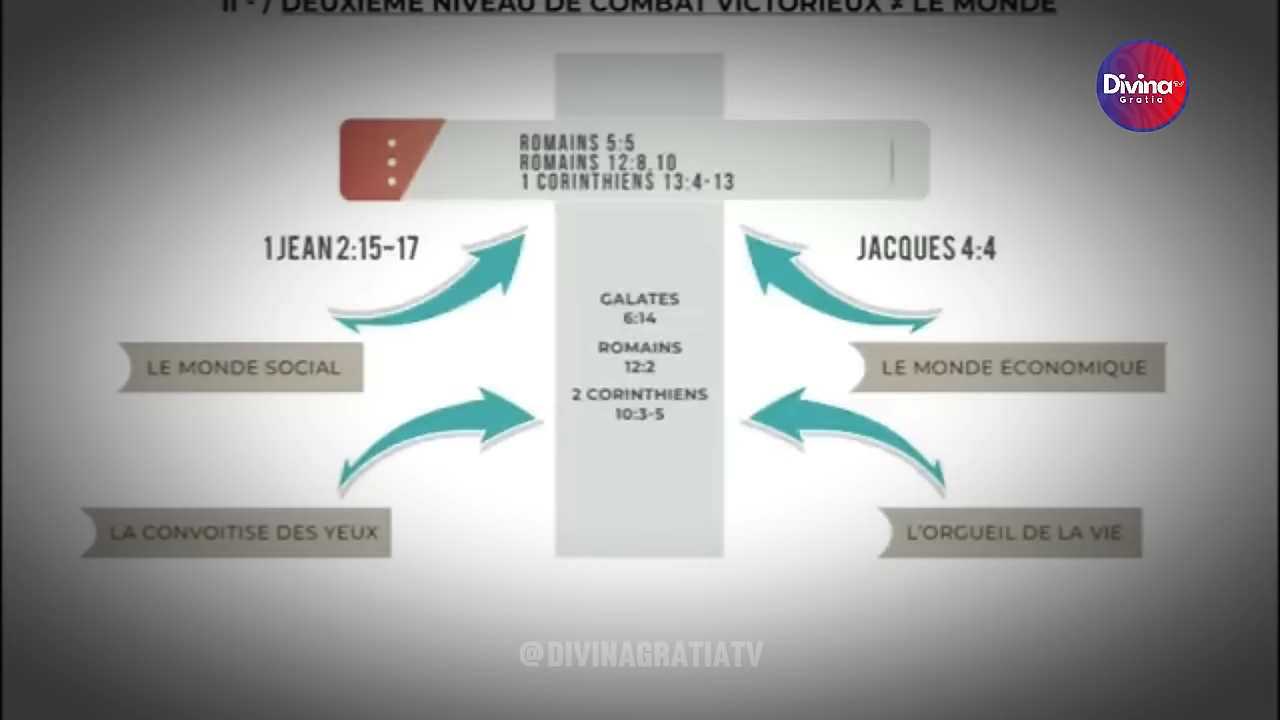 II - / DEUXIÈME NIVEAU DE COMBAT VICTORIEUX ≠ LE MONDE
Divina TV
Gratia
ROMAINS 5:5
ROMAINS 12:8,10
1 CORINTHIENS 13:4-13
1 JEAN 2:15-17
JACQUES 4:4
GALATES
6:14
ROMAINS
12:2
2 CORINTHIENS
10:3-5
LE MONDE SOCIAL
LE MONDE ÉCONOMIQUE
LA CONVOITISE DES YEUX
L'ORGUEIL DE LA VIE
@DIVINAGRATIATV